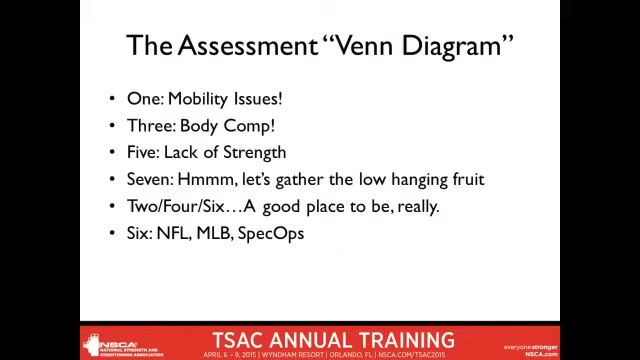 The Assessment “Venn Diagram”
• One: Mobility Issues!
• Three: Body Comp!
• Five: Lack of Strength
• Seven: Hmmm, let’s gather the low hanging fruit
• Two/Four/Six…A good place to be, really.
• Six: NFL, MLB, SpecOps
NSCA
NATIONAL STRENGTH AND
CONDITIONING ASSOCIATION
TSAC ANNUAL TRAINING
APRIL 6 – 9, 2015 | WYNDHAM RESORT | ORLANDO, FL | NSCA.COM/TSAC2015
everyone stronger
NSCA.com